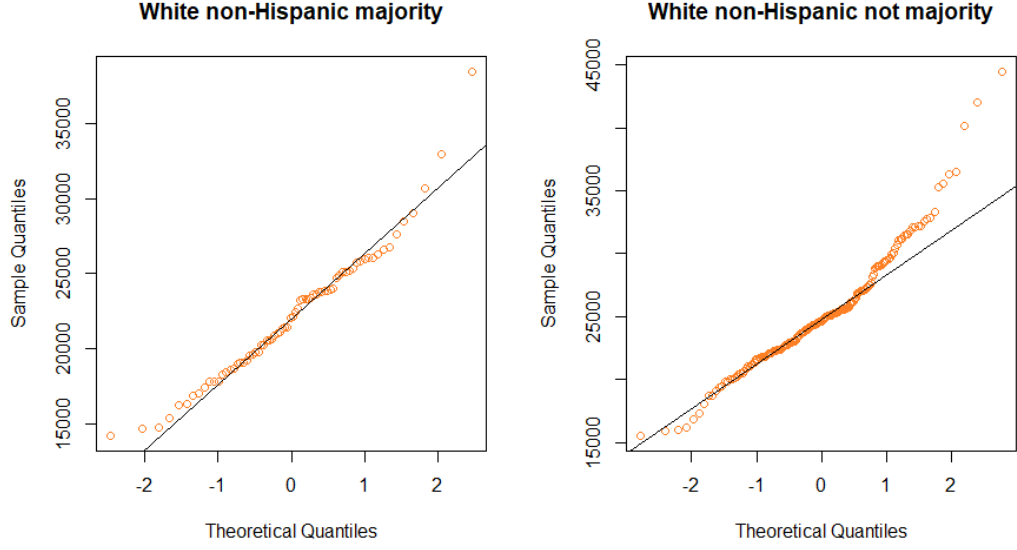 White non-Hispanic majority
Sample Quantiles
35000
30000
25000
20000
15000
-2 -1 0 1 2
Theoretical Quantiles
White non-Hispanic not majority
Sample Quantiles
45000
35000
25000
15000
-2 -1 0 1 2
Theoretical Quantiles